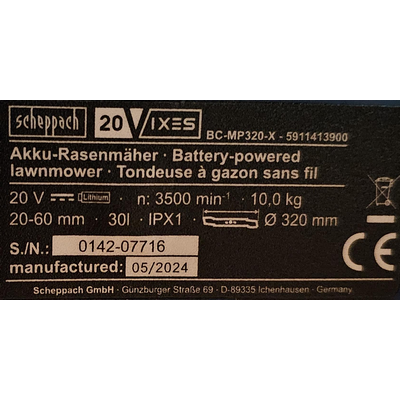 scheppach 20V IXES BC-MP320-X - 5911413900
Akku-Rasenmäher · Battery-powered
lawnmower · Tondeuse à gazon sans fil
20 V Lithium · n: 3500 min⁻¹ · 10,0 kg
20-60 mm · 30l · IPX1 Ø 320 mm
S./N.: 0142-07716
manufactured: 05/2024
CE
Scheppach GmbH · Günzburger Straße 69 · D-89335 Ichenhausen · Germany